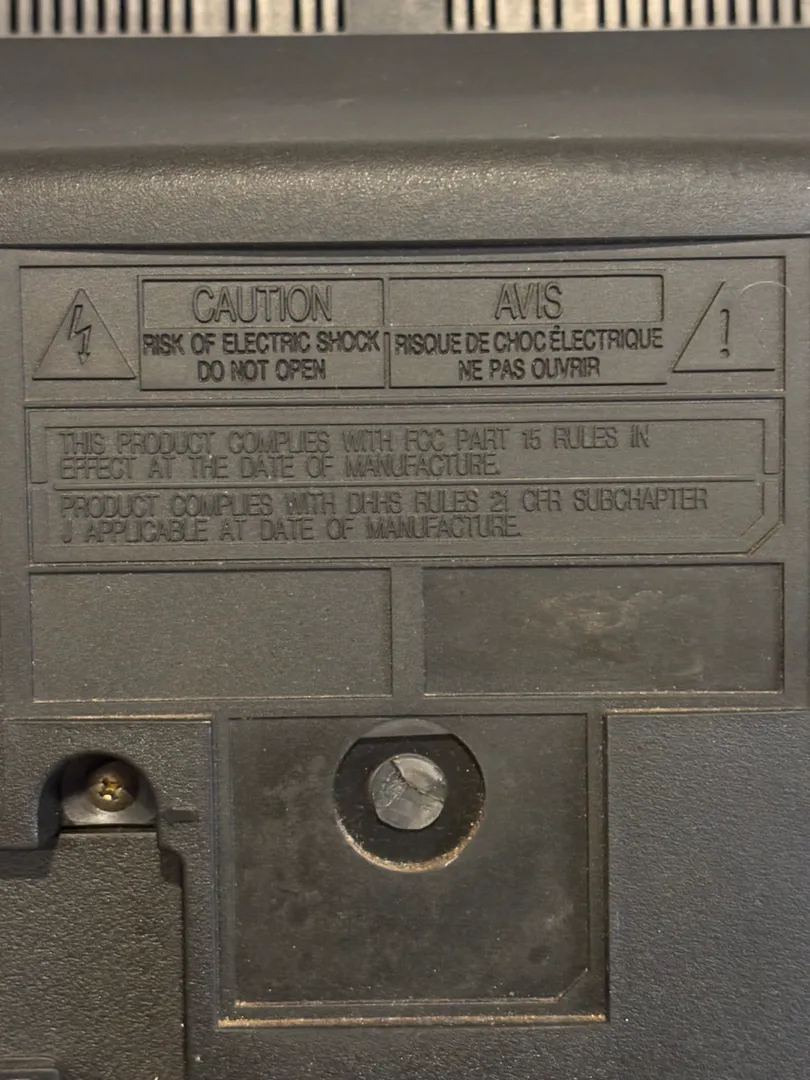 CAUTION
RISK OF ELECTRIC SHOCK
DO NOT OPEN
AVIS
RISQUE DE CHOC ÉLECTRIQUE
NE PAS OUVRIR
!
THIS PRODUCT COMPLIES WITH FCC PART 15 RULES IN
EFFECT AT THE DATE OF MANUFACTURE.
PRODUCT COMPLIES WITH DHHS RULES 21 CFR SUBCHAPTER
J APPLICABLE AT DATE OF MANUFACTURE.